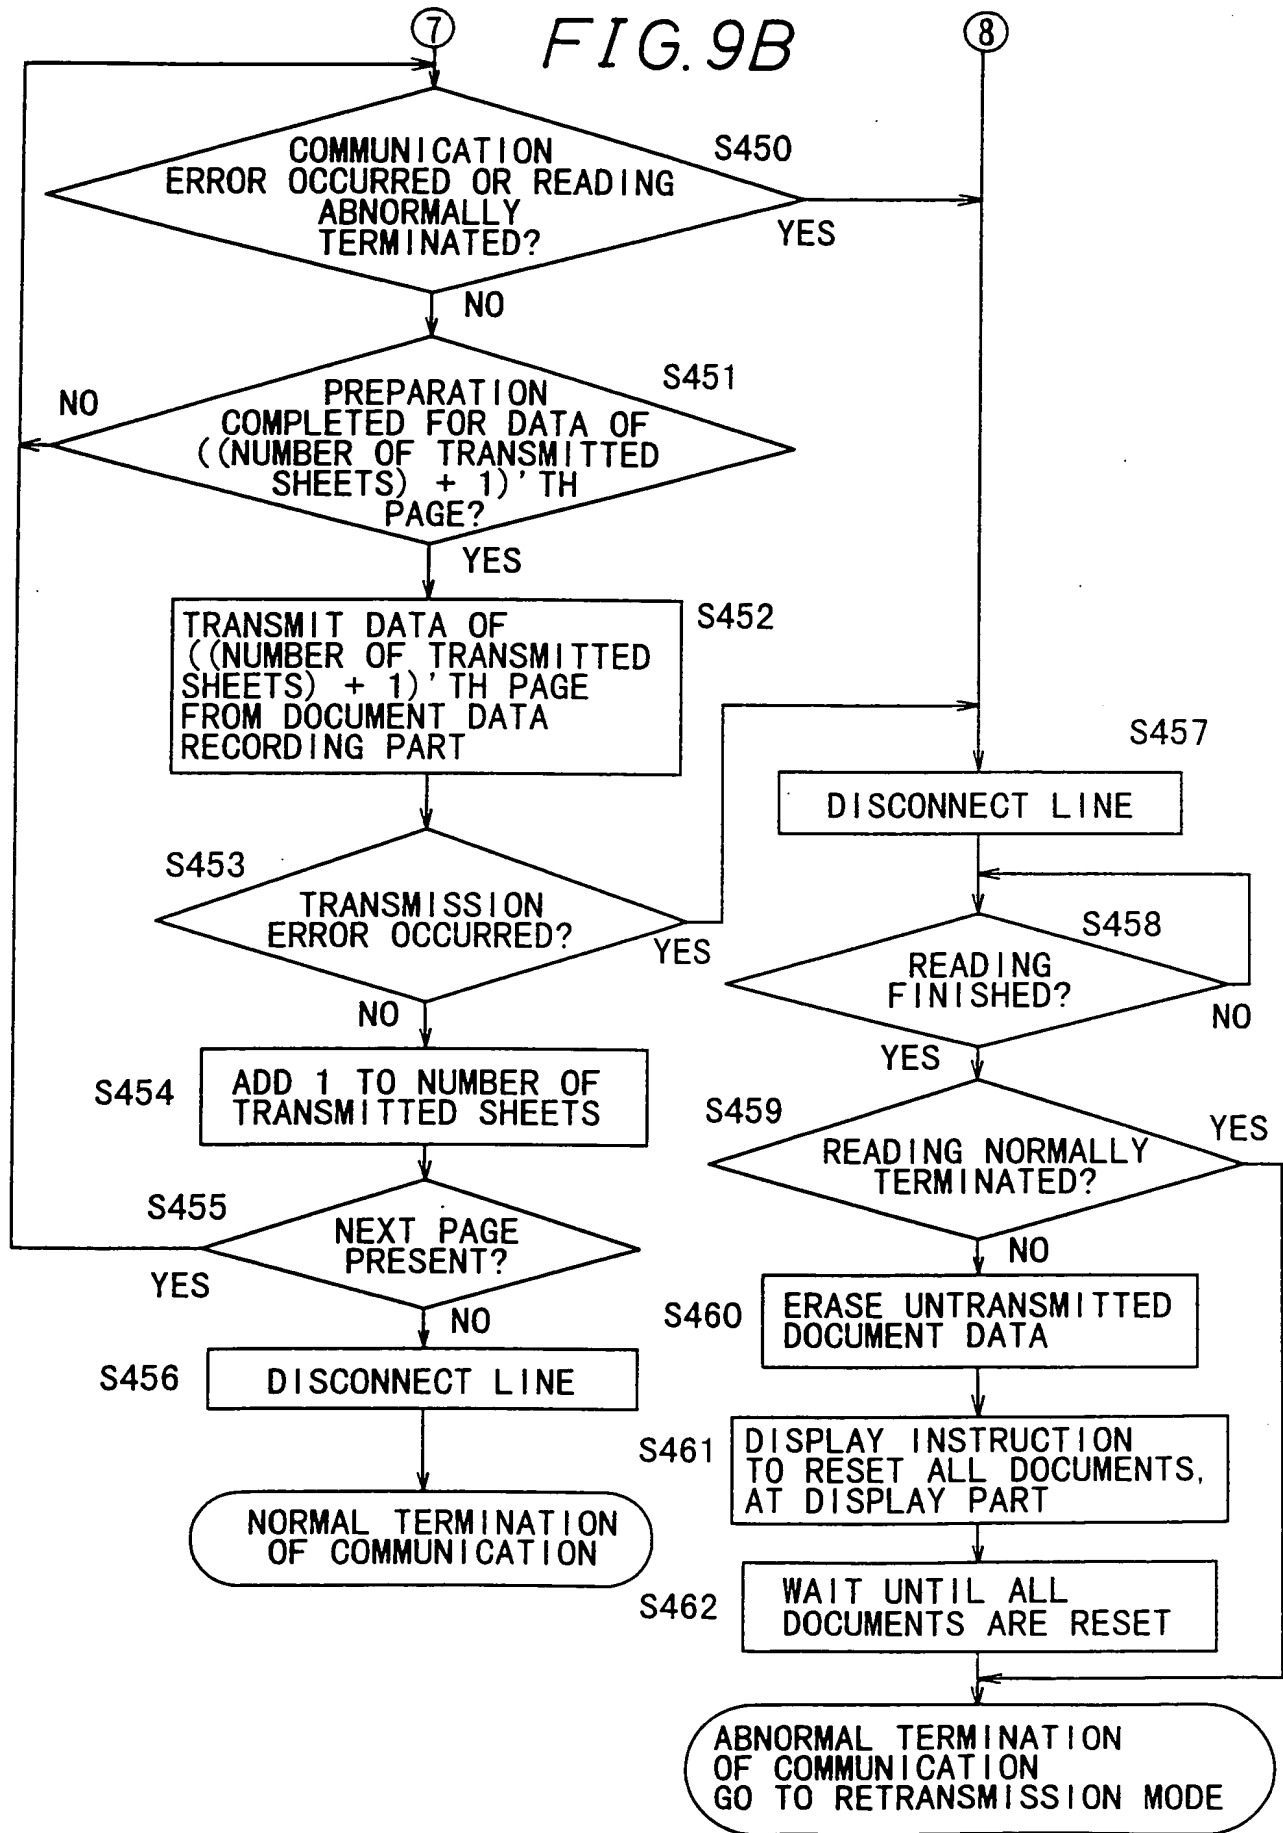 7
FIG. 9B
8
COMMUNICATION
ERROR OCCURRED OR READING
ABNORMALLY
TERMINATED?
S450
YES
NO
PREPARATION
COMPLETED FOR DATA OF
((NUMBER OF TRANSMITTED
SHEETS) + 1)'TH
PAGE?
S451
NO
YES
TRANSMIT DATA OF
((NUMBER OF TRANSMITTED
SHEETS) + 1)'TH PAGE
FROM DOCUMENT DATA
RECORDING PART
S452
S453
TRANSMISSION
ERROR OCCURRED?
YES
NO
S454
ADD 1 TO NUMBER OF
TRANSMITTED SHEETS
S455
NEXT PAGE
PRESENT?
YES
NO
S456
DISCONNECT LINE
NORMAL TERMINATION
OF COMMUNICATION
S457
DISCONNECT LINE
S458
READING
FINISHED?
NO
YES
S459
READING NORMALLY
TERMINATED?
YES
NO
S460
ERASE UNTRANSMITTED
DOCUMENT DATA
S461
DISPLAY INSTRUCTION
TO RESET ALL DOCUMENTS,
AT DISPLAY PART
S462
WAIT UNTIL ALL
DOCUMENTS ARE RESET
ABNORMAL TERMINATION
OF COMMUNICATION
GO TO RETRANSMISSION MODE